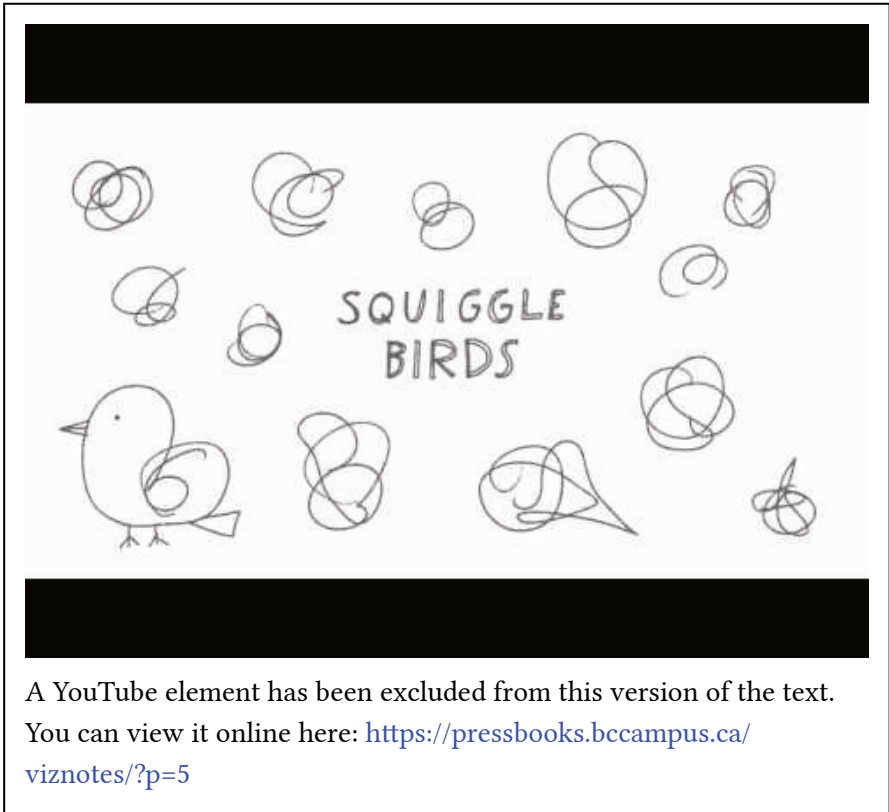 SQUIGGLE
BIRDS
A YouTube element has been excluded from this version of the text.
You can view it online here: https://pressbooks.bccampus.ca/
viznotes/?p=5